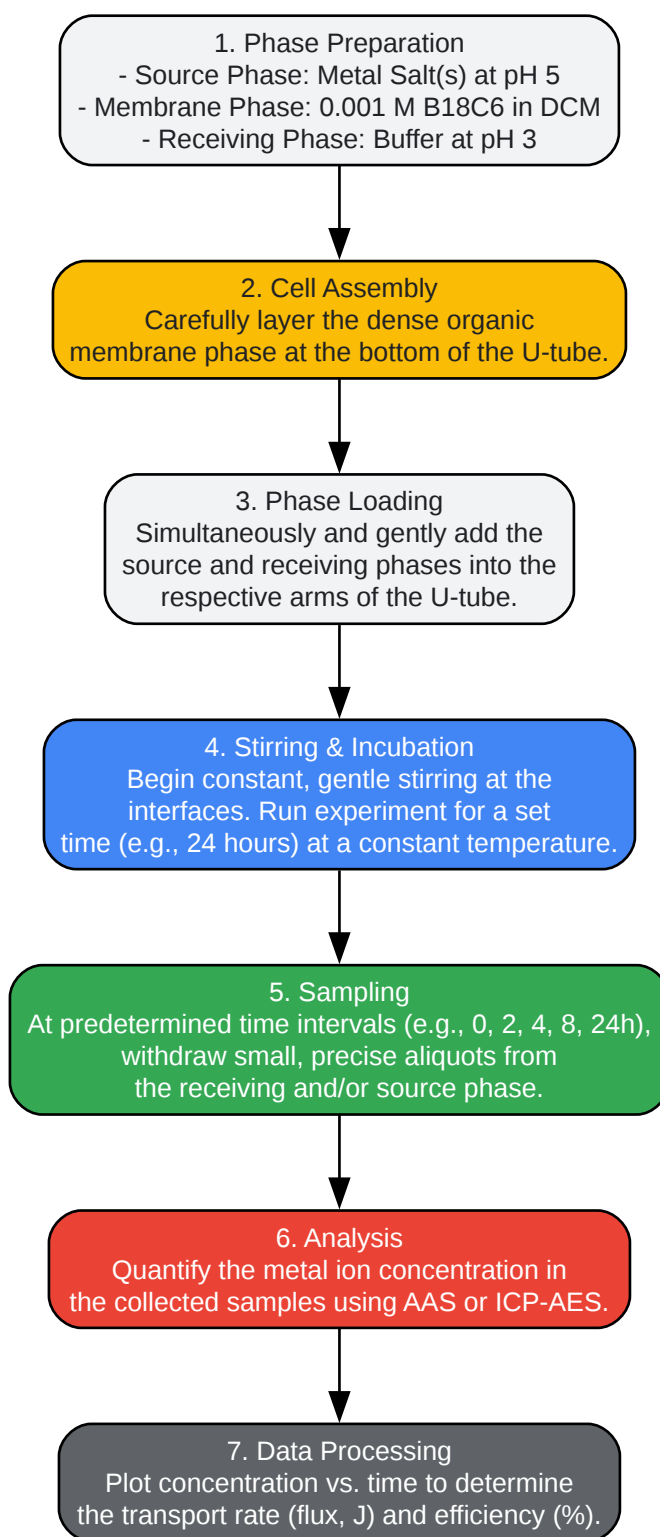 1. Phase Preparation
- Source Phase: Metal Salt(s) at pH 5
- Membrane Phase: 0.001 M B18C6 in DCM
- Receiving Phase: Buffer at pH 3
2. Cell Assembly
Carefully layer the dense organic
membrane phase at the bottom of the U-tube.
3. Phase Loading
Simultaneously and gently add the
source and receiving phases into the
respective arms of the U-tube.
4. Stirring & Incubation
Begin constant, gentle stirring at the
interfaces. Run experiment for a set
time (e.g., 24 hours) at a constant temperature.
5. Sampling
At predetermined time intervals (e.g., 0, 2, 4, 8, 24h),
withdraw small, precise aliquots from
the receiving and/or source phase.
6. Analysis
Quantify the metal ion concentration in
the collected samples using AAS or ICP-AES.
7. Data Processing
Plot concentration vs. time to determine
the transport rate (flux, J) and efficiency (%).